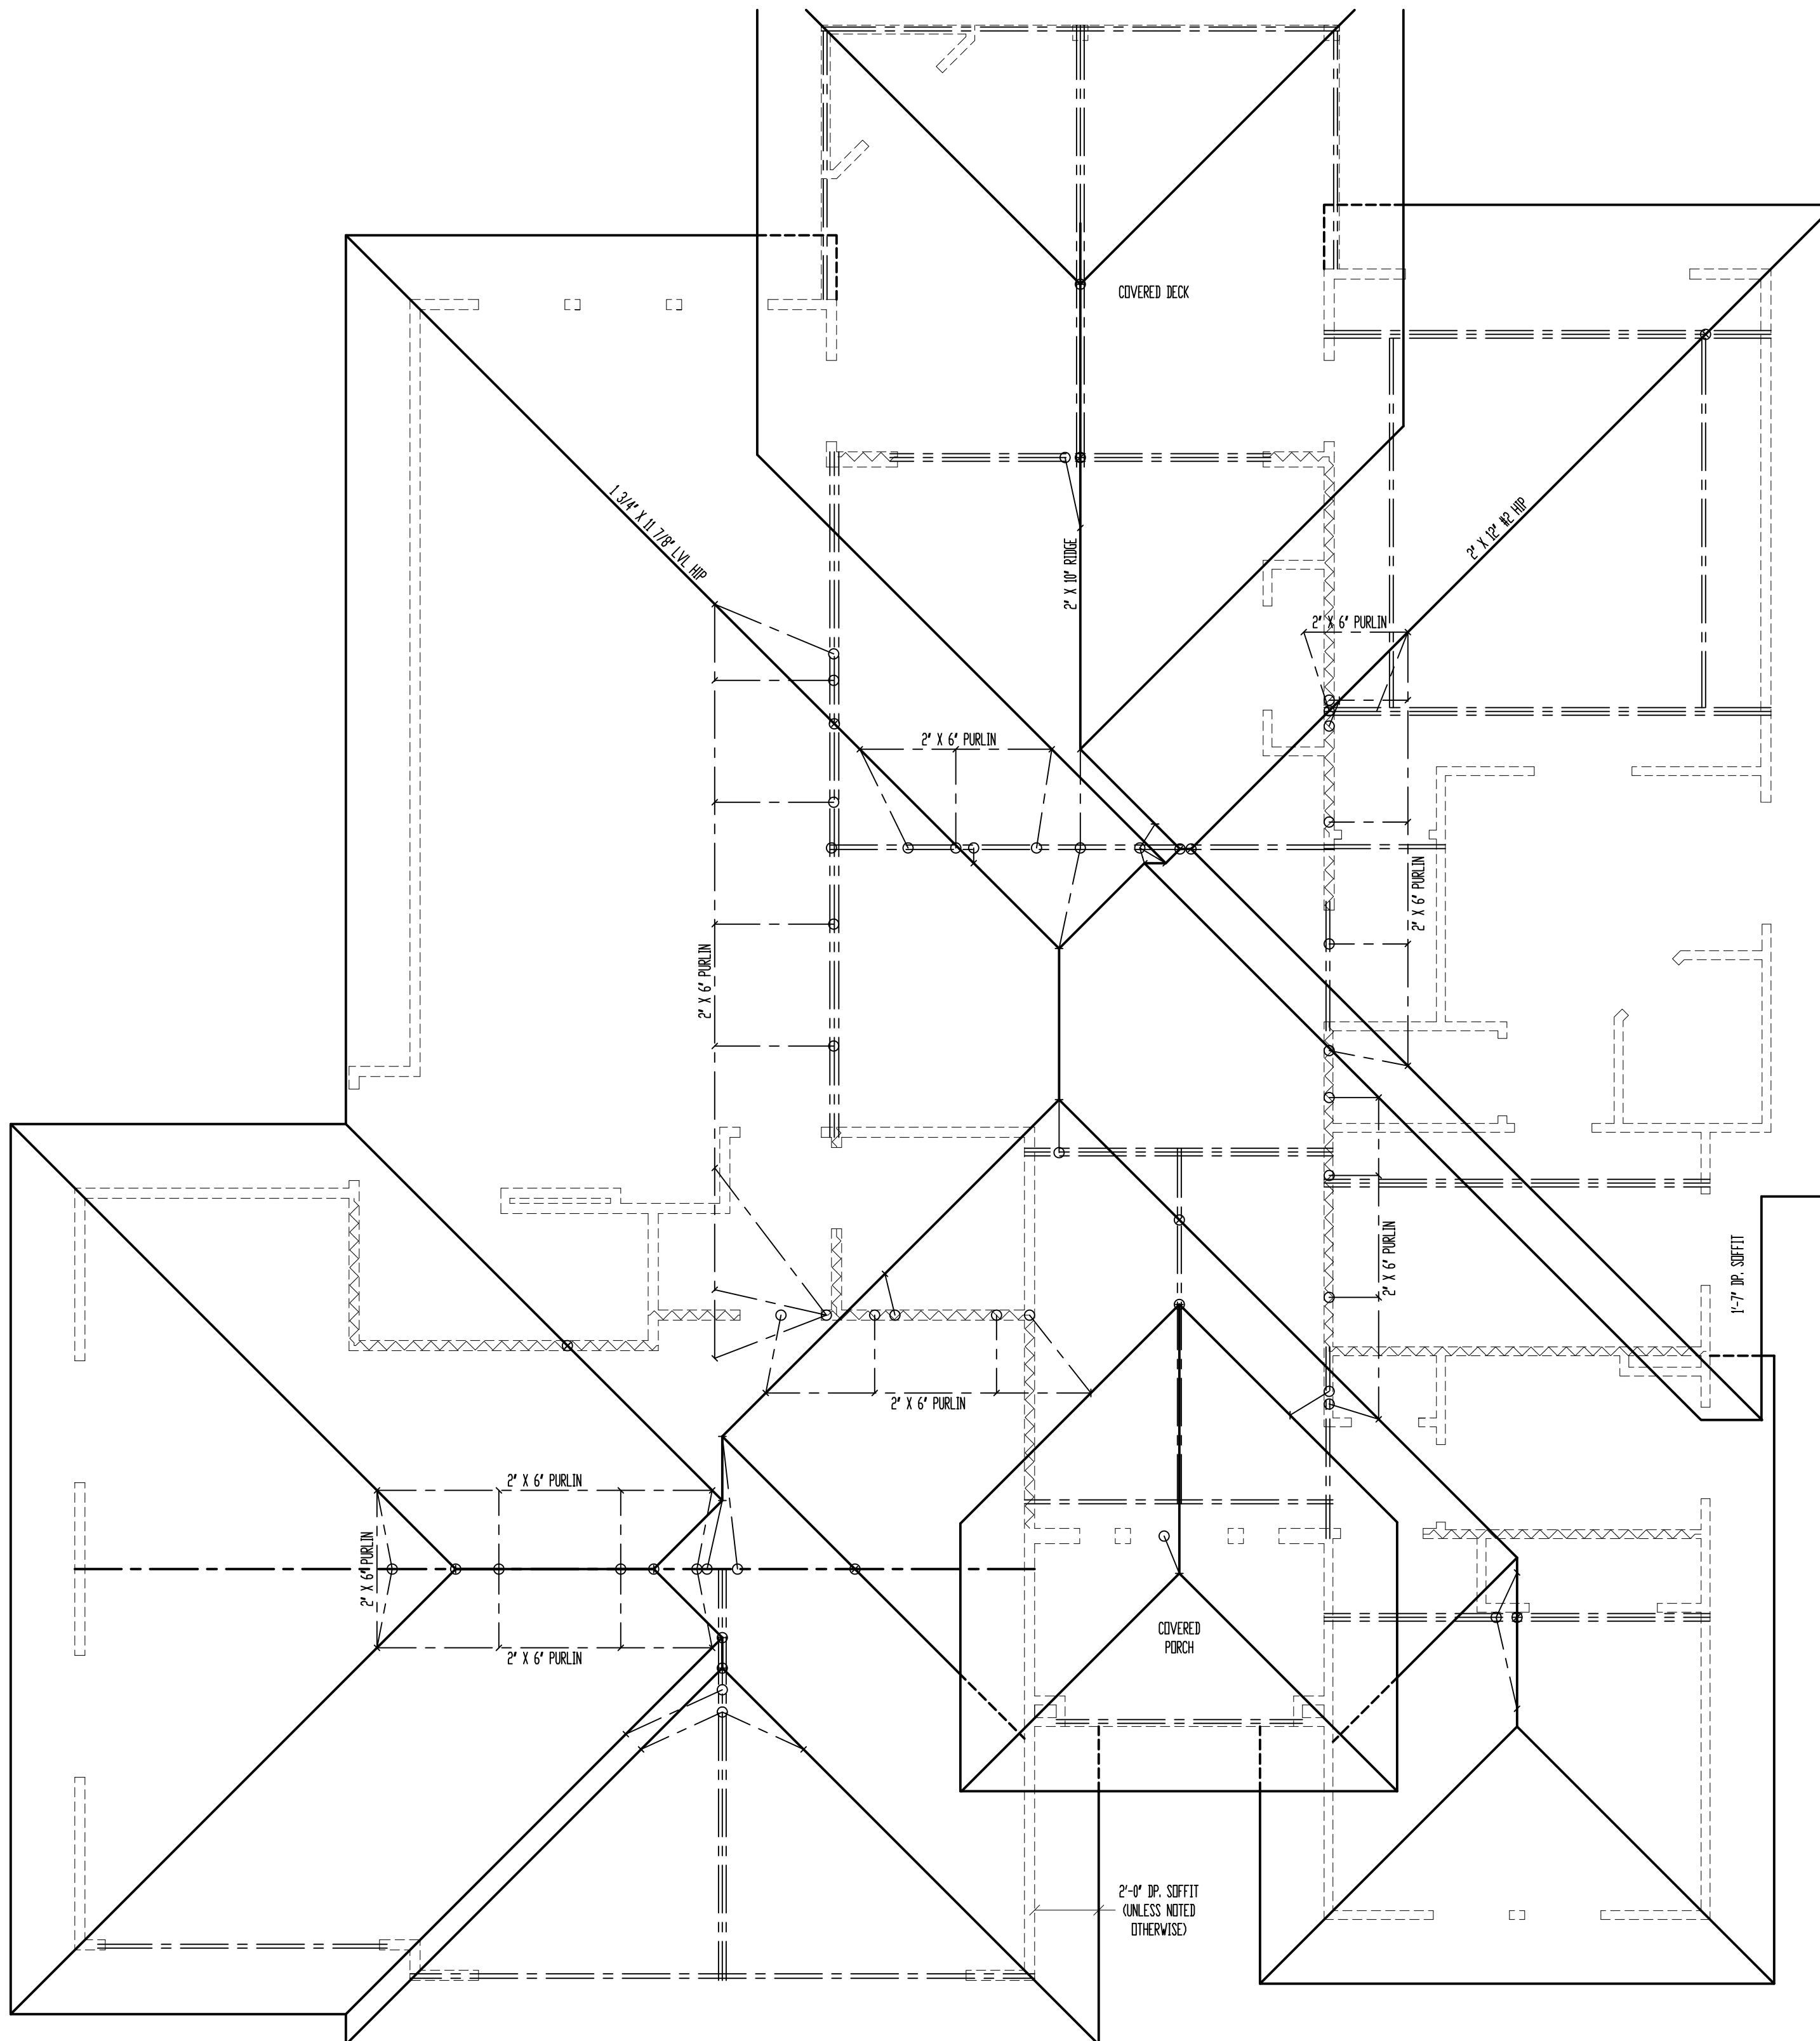 COVERED DECK
1 3/4" X 11 7/8" LVL HIP
2" X 12" #2 HIP
2" X 10" RIDGE
2" X 6" PURLIN
2" X 6" PURLIN
2" X 6" PURLIN
2" X 6" PURLIN
2" X 6" PURLIN
1'-7" DP. SOFFIT
2" X 6" PURLIN
2" X 6" PURLIN
2" X 6" PURLIN
2" X 6" PURLIN
COVERED
PORCH
2'-0" DP. SOFFIT
(UNLESS NOTED
OTHERWISE)